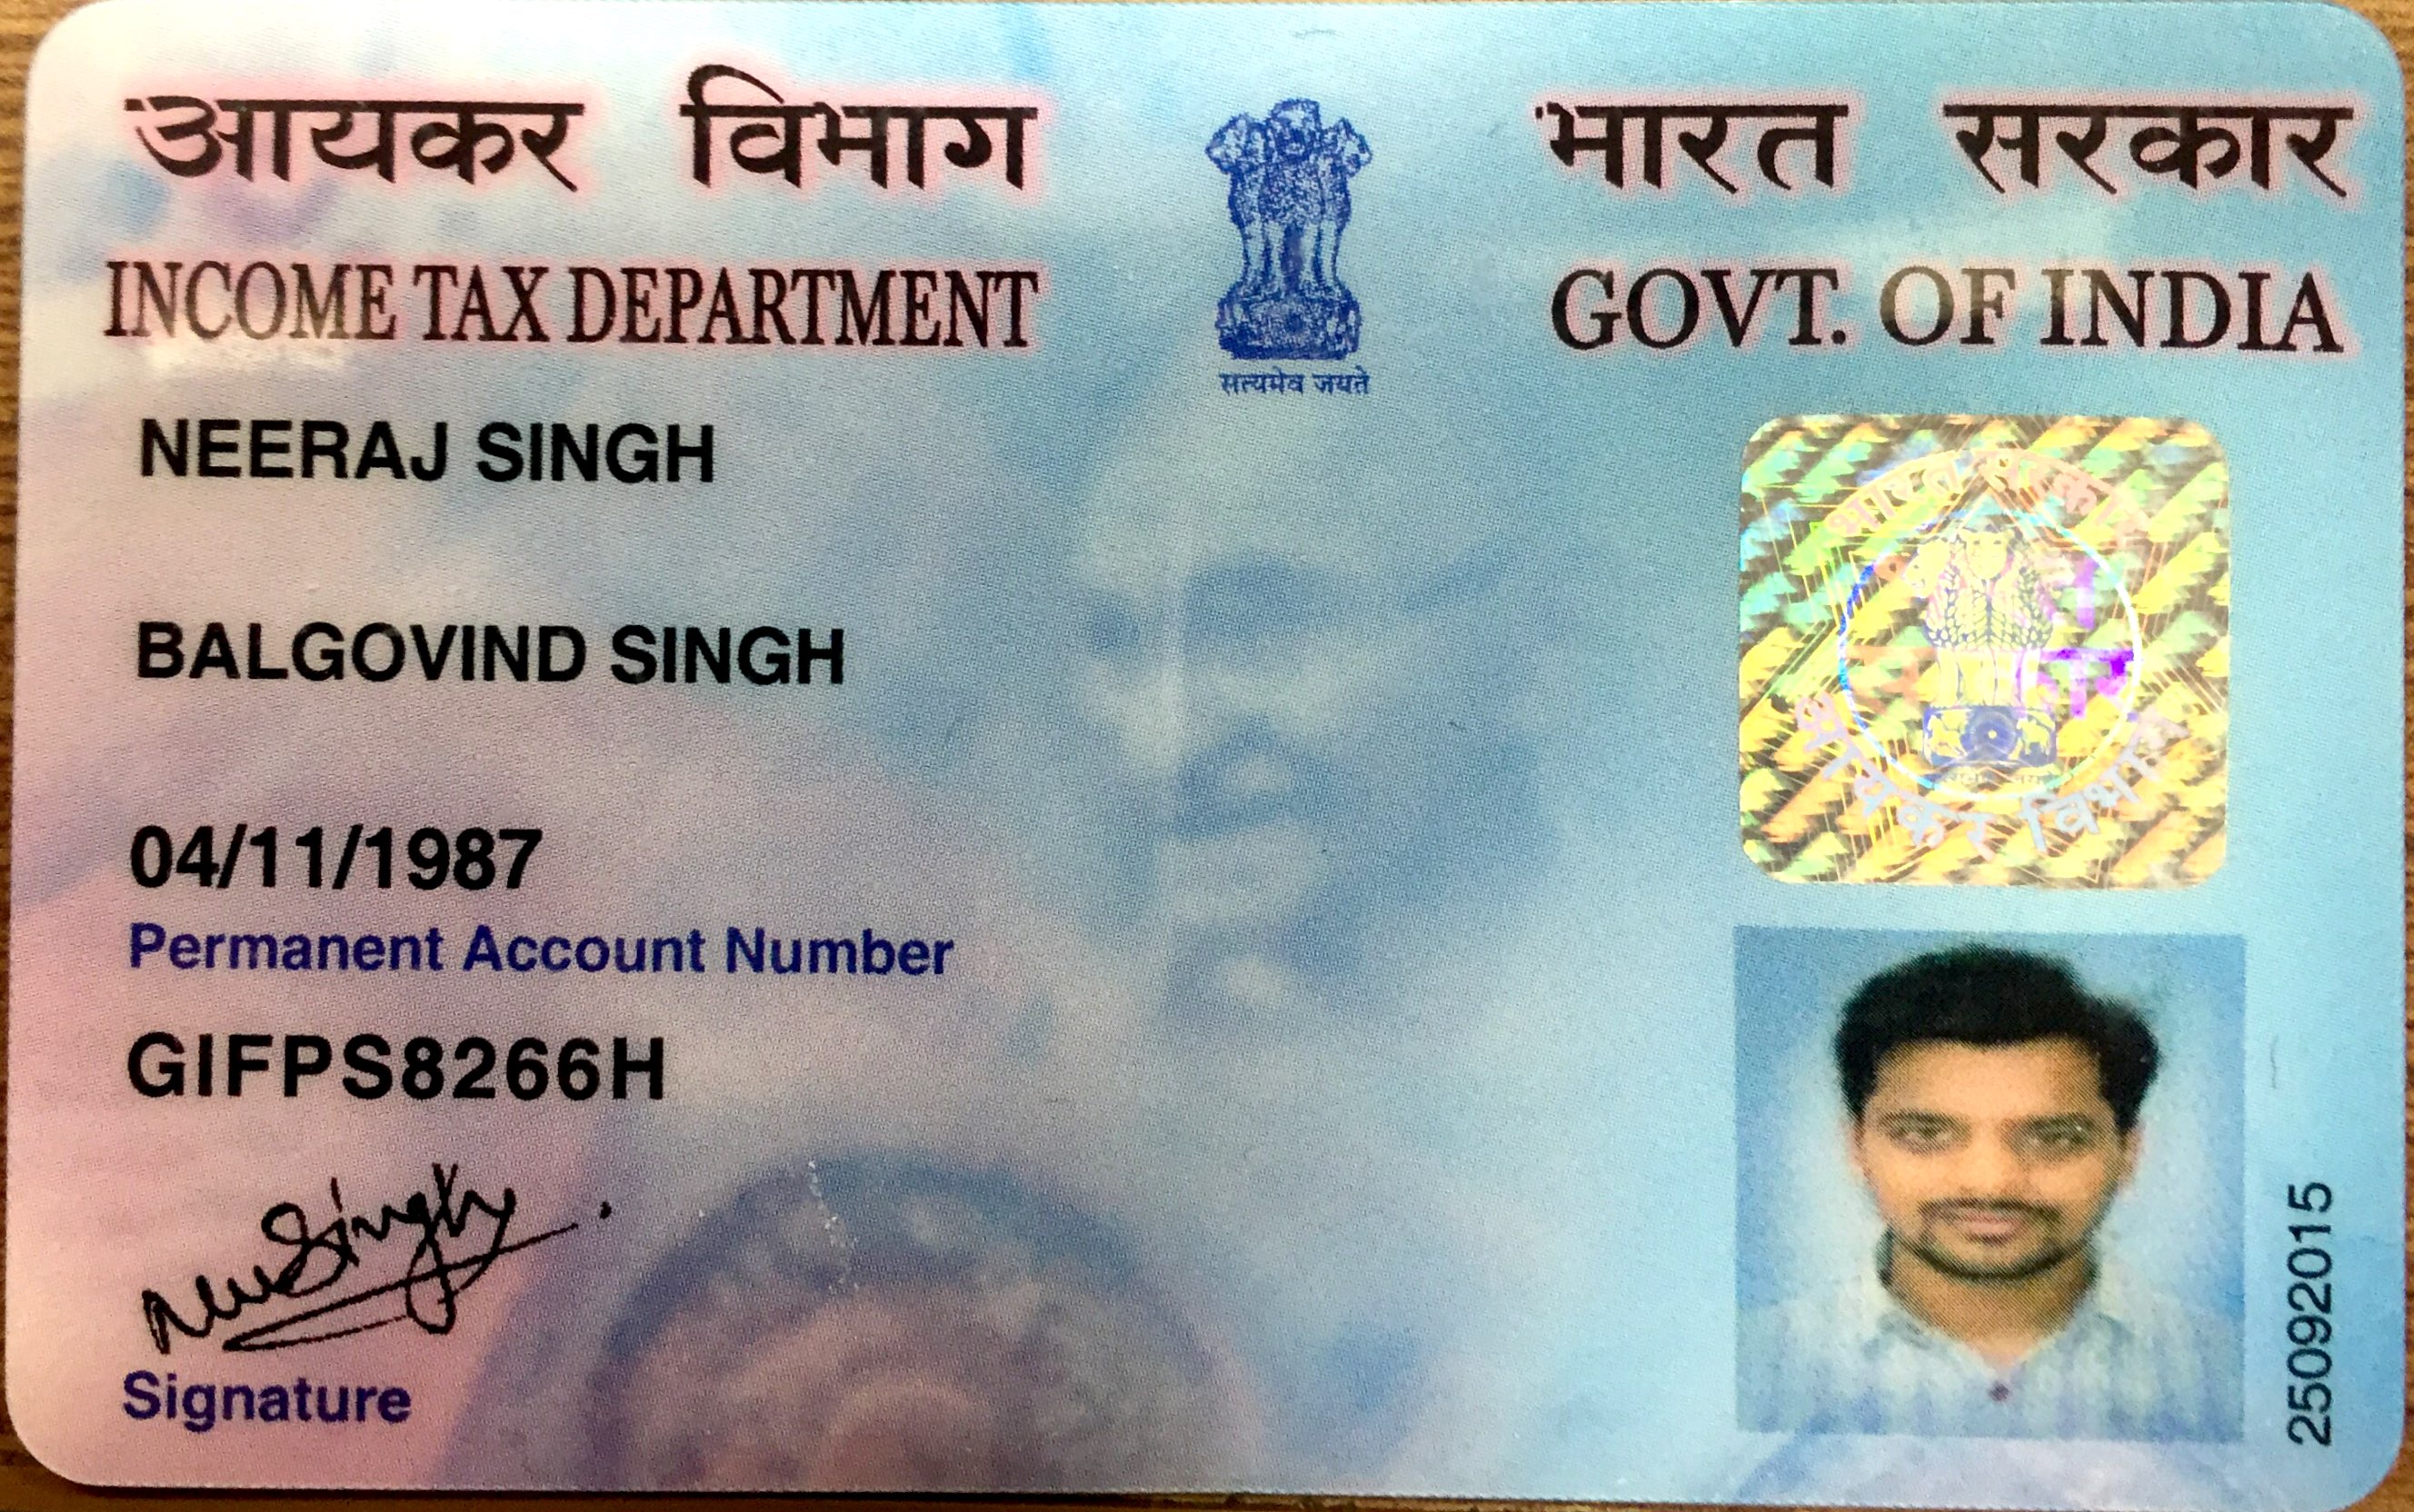 आयकर विभाग
INCOME TAX DEPARTMENT
भारत सरकार
GOVT. OF INDIA
सत्यमेव जयते
NEERAJ SINGH
BALGOVIND SINGH
04/11/1987
Permanent Account Number
GIFPS8266H
Singh
Signature
भारत सरकार
आयकर विभाग
25092015